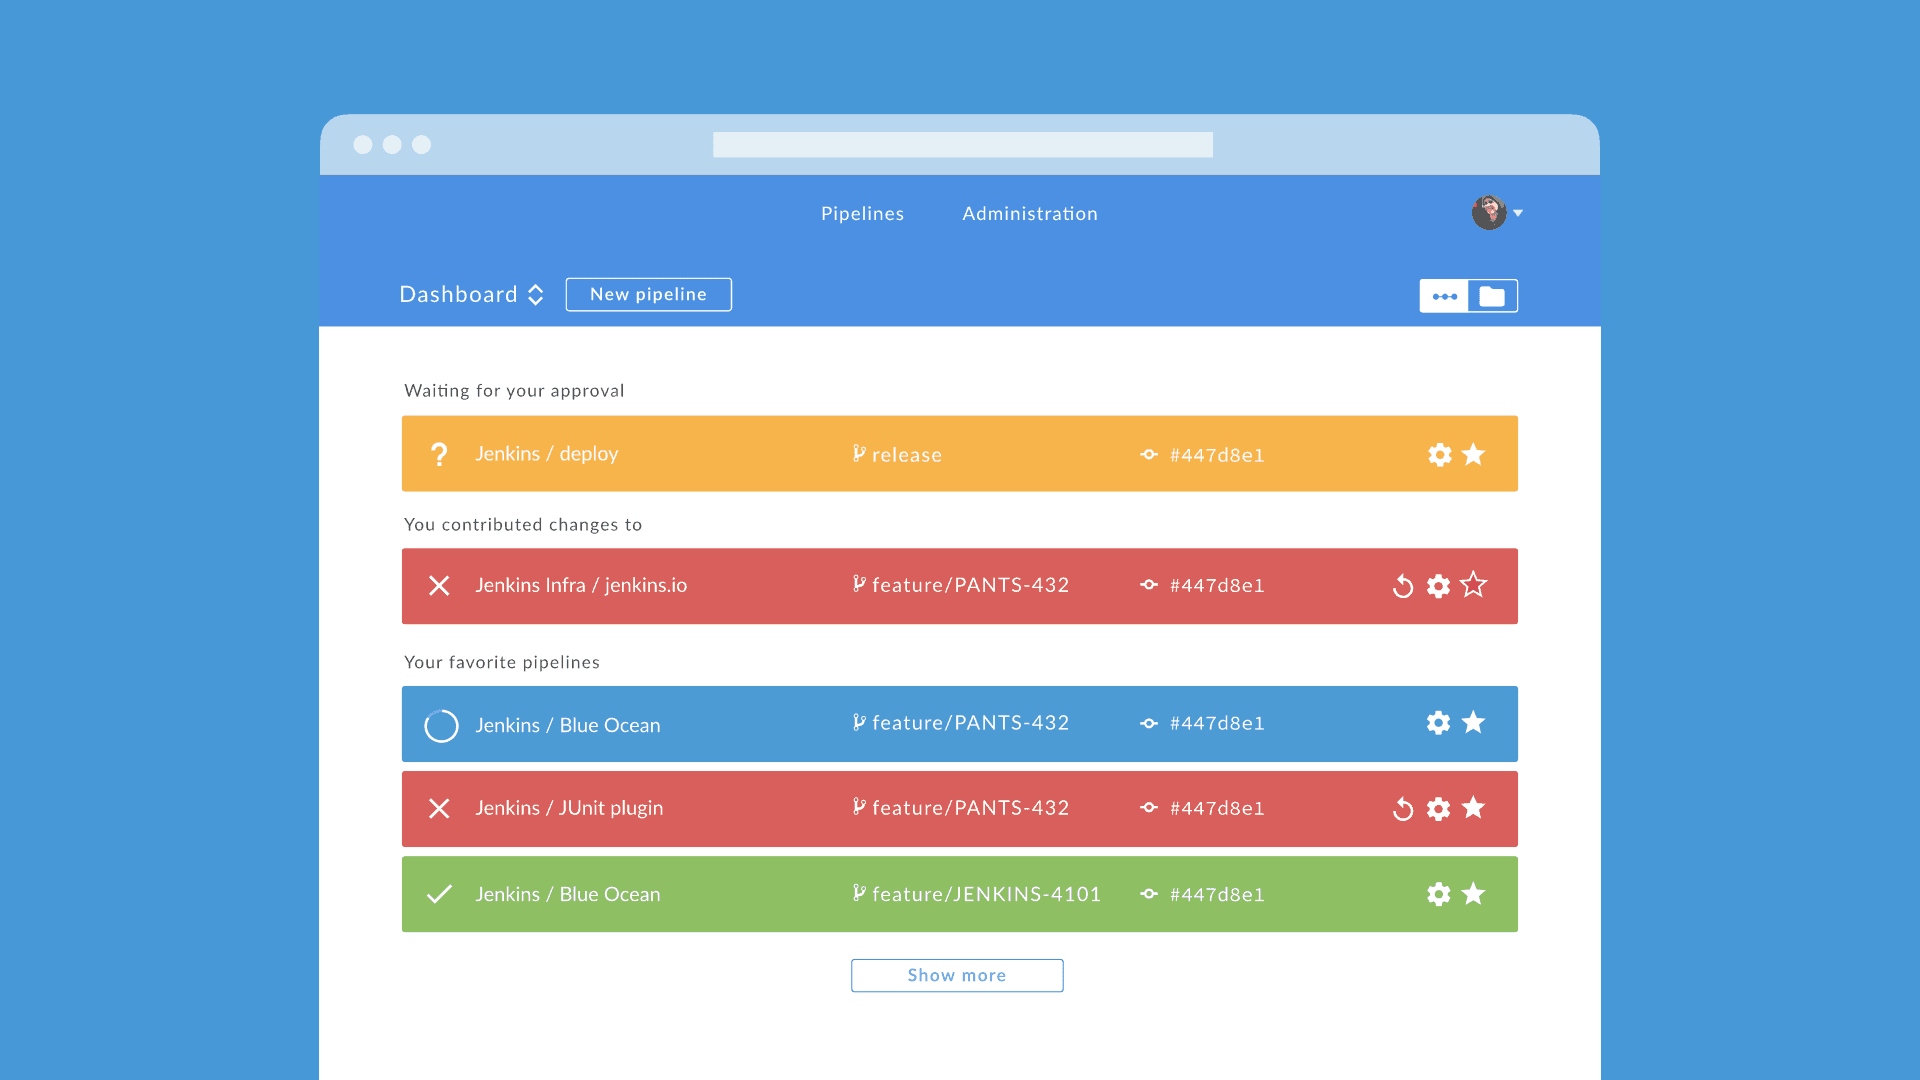 Pipelines Administration
Dashboard New pipeline
Waiting for your approval
? Jenkins / deploy release #447d8e1
You contributed changes to
Jenkins Infra / jenkins.io feature/PANTS-432 #447d8e1
Your favorite pipelines
Jenkins / Blue Ocean feature/PANTS-432 #447d8e1
Jenkins / JUnit plugin feature/PANTS-432 #447d8e1
Jenkins / Blue Ocean feature/JENKINS-4101 #447d8e1
Show more